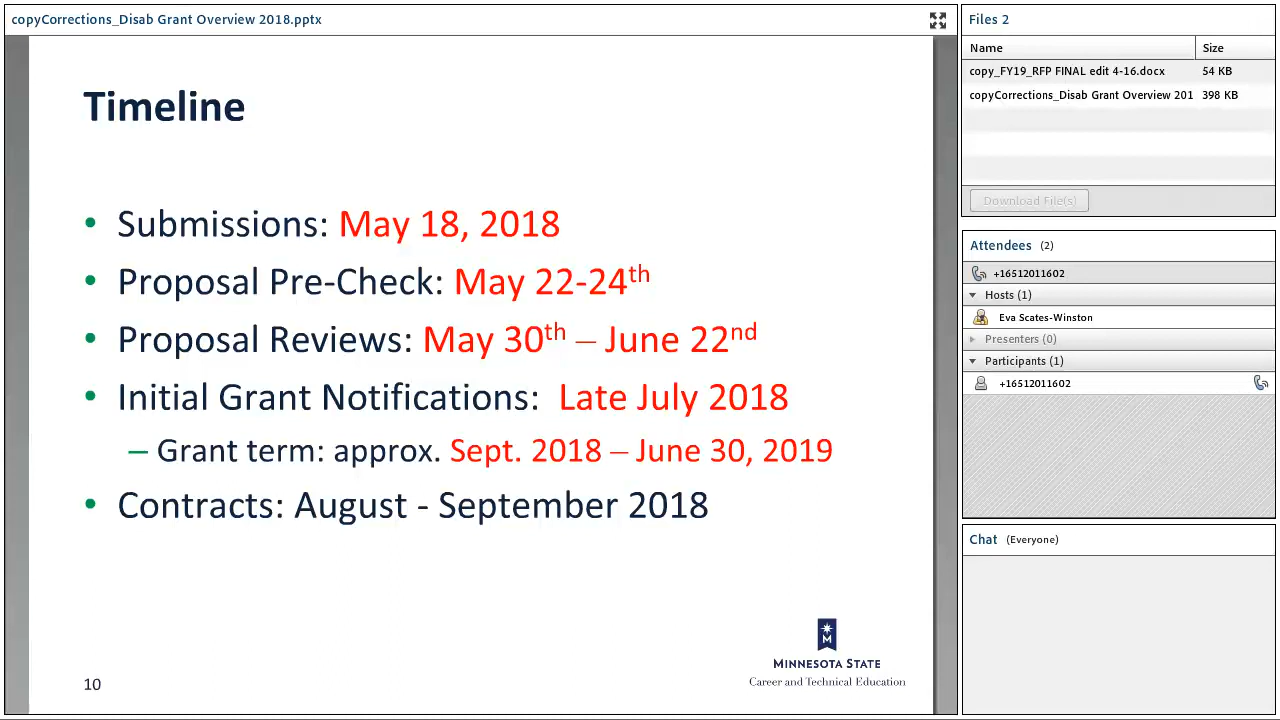 copyCorrections_Disab Grant Overview 2018.pptx
Timeline
• Submissions: May 18, 2018
• Proposal Pre-Check: May 22-24th
• Proposal Reviews: May 30th – June 22nd
• Initial Grant Notifications: Late July 2018
– Grant term: approx. Sept. 2018 – June 30, 2019
• Contracts: August - September 2018
M
MINNESOTA STATE
Career and Technical Education
10
Files 2
Name Size
copy_FY19_RFP FINAL edit 4-16.docx 54 KB
copyCorrections_Disab Grant Overview 201 398 KB
Download File(s)
Attendees (2)
+16512011602
Hosts (1)
Eva Scates-Winston
Presenters (0)
Participants (1)
+16512011602
Chat (Everyone)